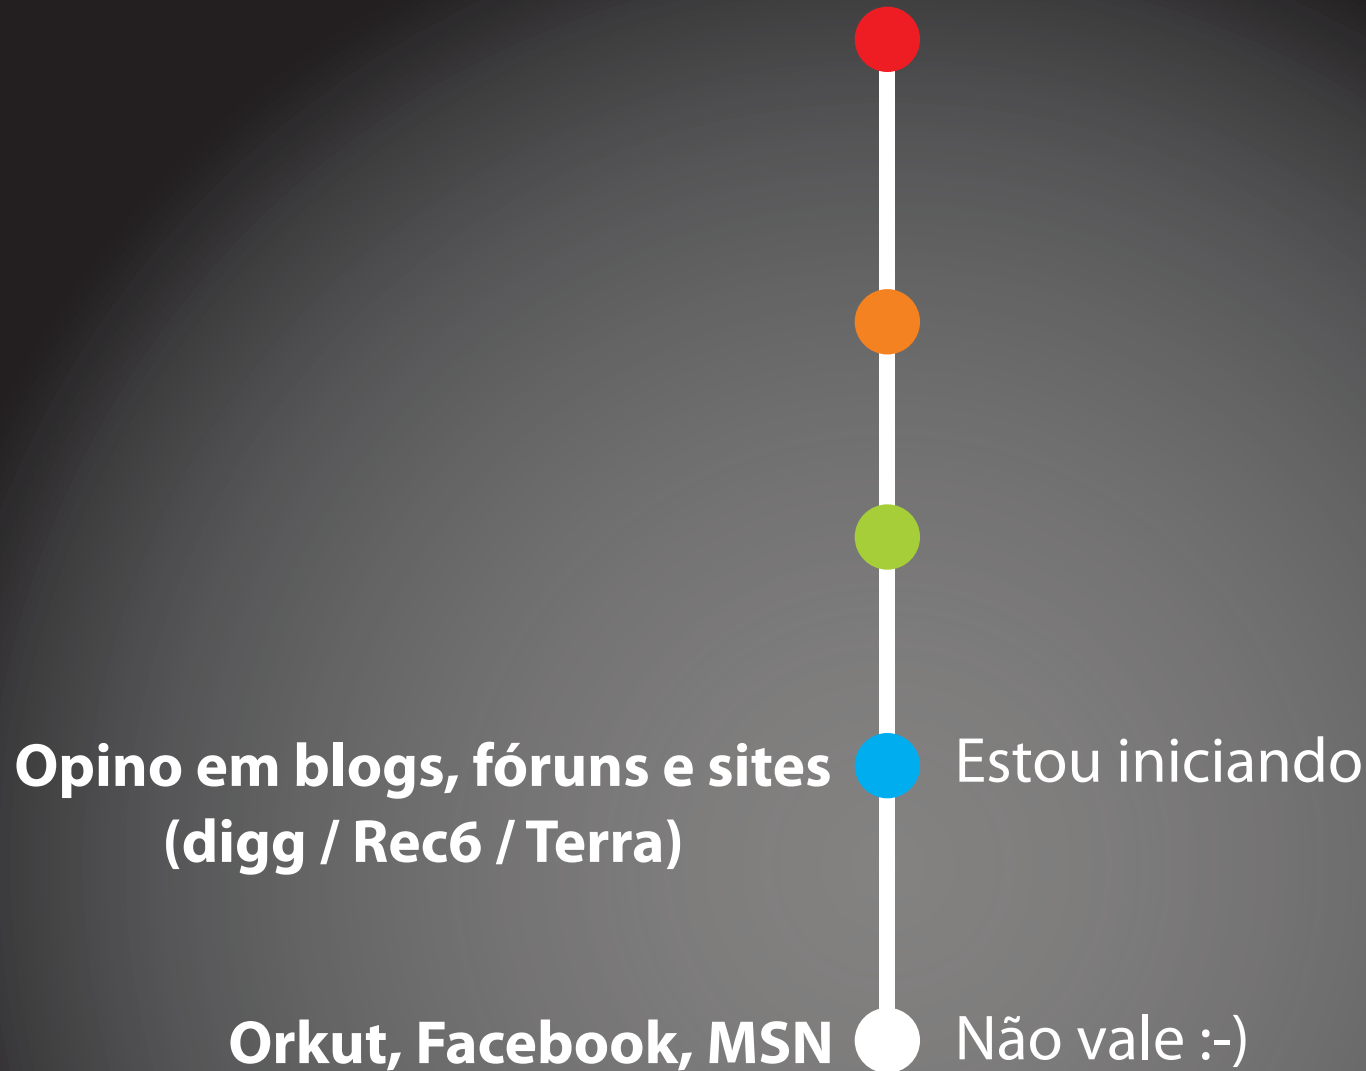 Opino em blogs, fóruns e sites
(digg / Rec6 / Terra)
Estou iniciando
Orkut, Facebook, MSN
Não vale :-)